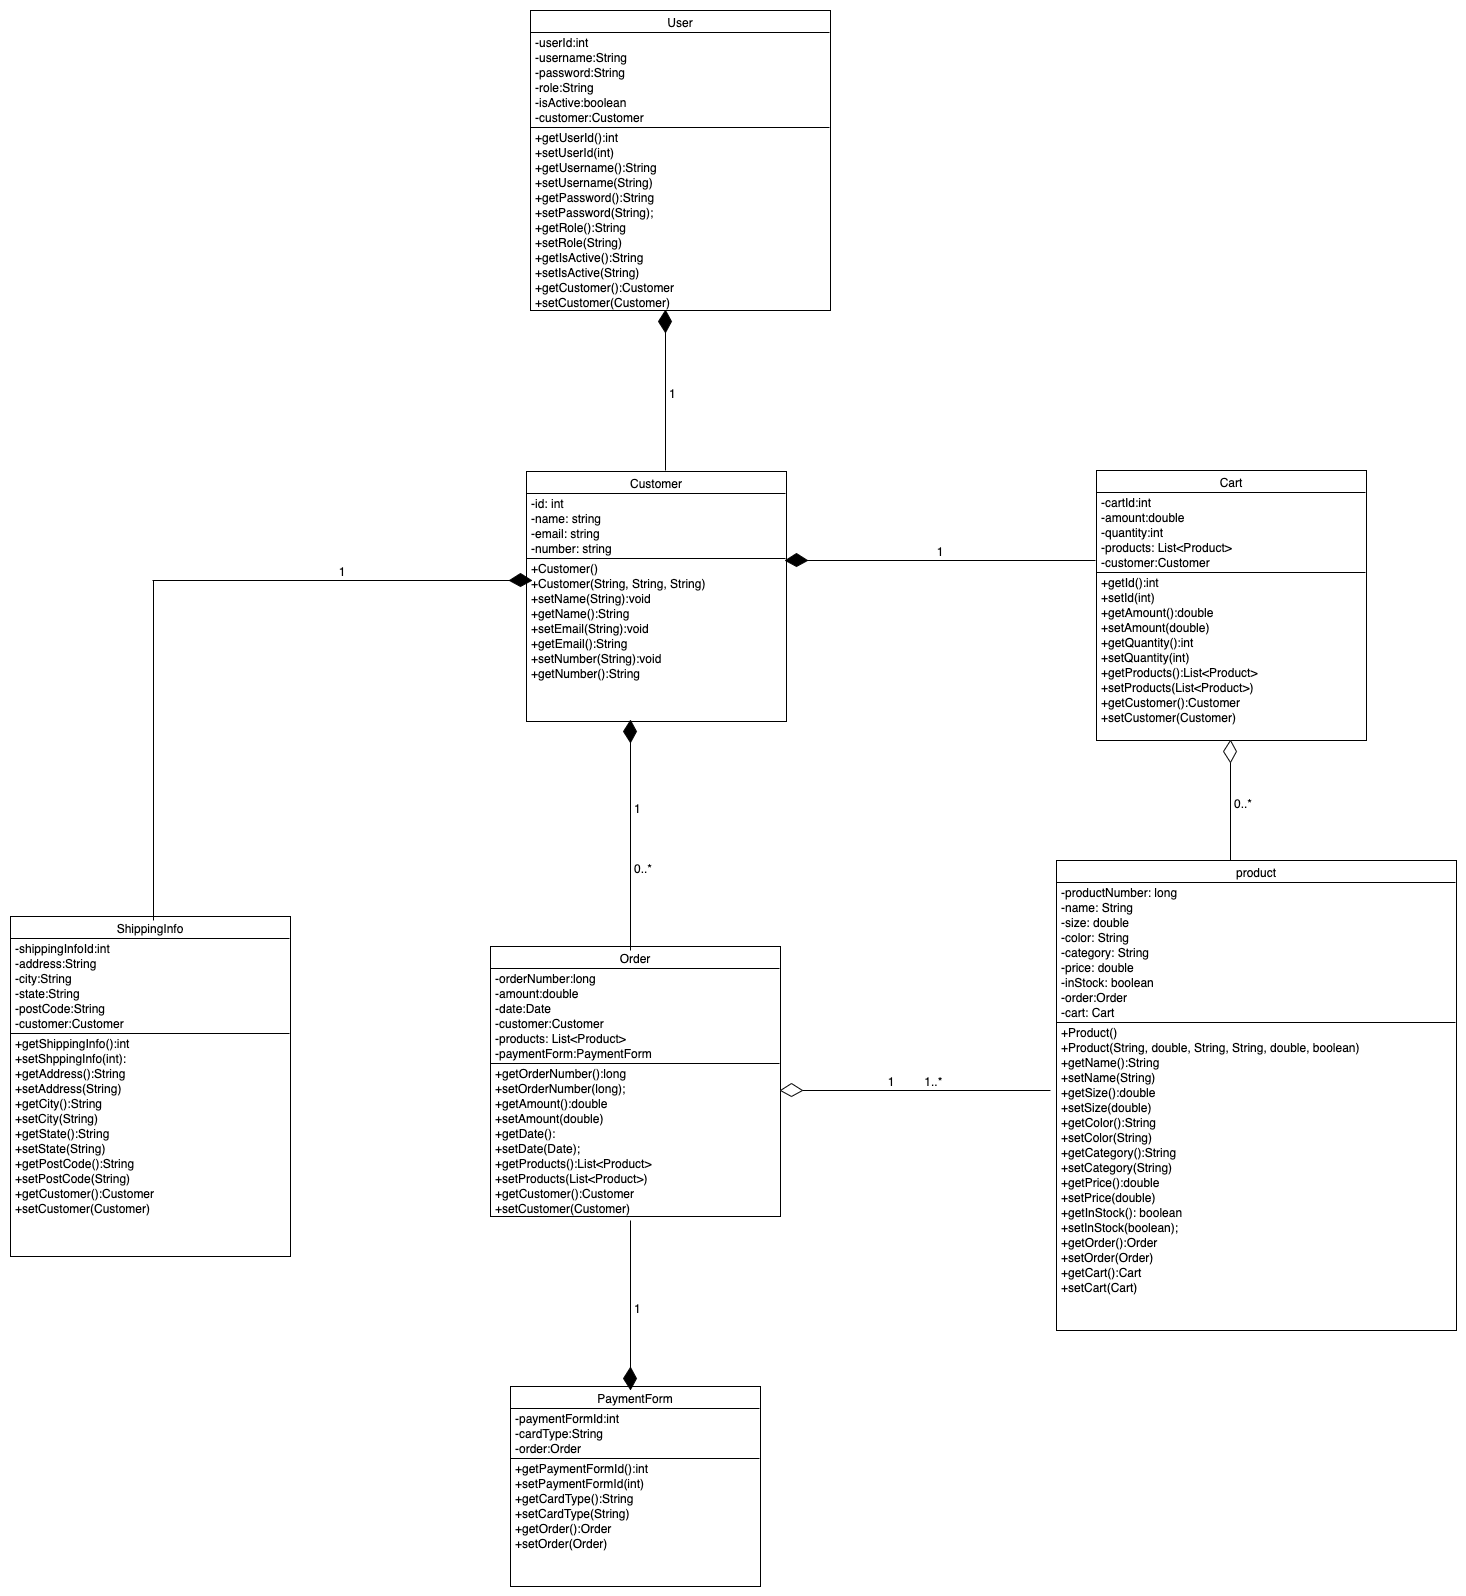 User
-userId:int
-username:String
-password:String
-role:String
-isActive:boolean
-customer:Customer
+getUserId():int
+setUserId(int)
+getUsername():String
+setUsername(String)
+getPassword():String
+setPassword(String);
+getRole():String
+setRole(String)
+getIsActive():String
+setIsActive(String)
+getCustomer():Customer
+setCustomer(Customer)
1
Customer
-id: int
-name: string
-email: string
-number: string
+Customer()
+Customer(String, String, String)
+setName(String):void
+getName():String
+setEmail(String):void
+getEmail():String
+setNumber(String):void
+getNumber():String
1
Cart
-cartId:int
-amount:double
-quantity:int
-products: List<Product>
-customer:Customer
+getId():int
+setId(int)
+getAmount():double
+setAmount(double)
+getQuantity():int
+setQuantity(int)
+getProducts():List<Product>
+setProducts(List<Product>)
+getCustomer():Customer
+setCustomer(Customer)
1
1
0..*
0..*
ShippingInfo
-shippingInfoId:int
-address:String
-city:String
-state:String
-postCode:String
-customer:Customer
+getShippingInfo():int
+setShppingInfo(int):
+getAddress():String
+setAddress(String)
+getCity():String
+setCity(String)
+getState():String
+setState(String)
+getPostCode():String
+setPostCode(String)
+getCustomer():Customer
+setCustomer(Customer)
Order
-orderNumber:long
-amount:double
-date:Date
-customer:Customer
-products: List<Product>
-paymentForm:PaymentForm
+getOrderNumber():long
+setOrderNumber(long);
+getAmount():double
+setAmount(double)
+getDate():
+setDate(Date);
+getProducts():List<Product>
+setProducts(List<Product>)
+getCustomer():Customer
+setCustomer(Customer)
1 1..*
product
-productNumber: long
-name: String
-size: double
-color: String
-category: String
-price: double
-inStock: boolean
-order:Order
-cart: Cart
+Product()
+Product(String, double, String, String, double, boolean)
+getName():String
+setName(String)
+getSize():double
+setSize(double)
+getColor():String
+setColor(String)
+getCategory():String
+setCategory(String)
+getPrice():double
+setPrice(double)
+getInStock(): boolean
+setInStock(boolean);
+getOrder():Order
+setOrder(Order)
+getCart():Cart
+setCart(Cart)
1
PaymentForm
-paymentFormId:int
-cardType:String
-order:Order
+getPaymentFormId():int
+setPaymentFormId(int)
+getCardType():String
+setCardType(String)
+getOrder():Order
+setOrder(Order)